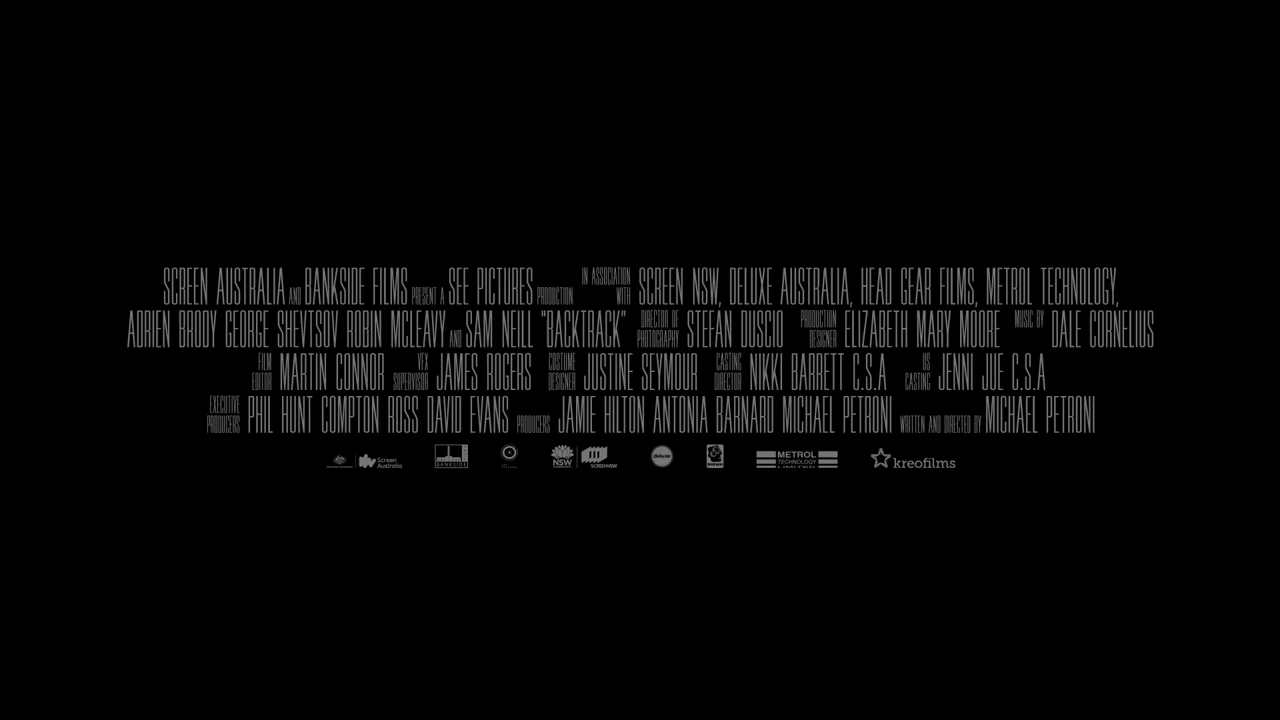 SCREEN AUSTRALIA AND BANKSIDE FILMS PRESENT A SEE PICTURES PRODUCTION IN ASSOCIATION WITH SCREEN NSW, DELUXE AUSTRALIA, HEAD GEAR FILMS, METROL TECHNOLOGY,
ADRIEN BRODY GEORGE SHEVTSOV ROBIN MCLEAVY AND SAM NEILL "BACKTRACK" DIRECTOR OF PHOTOGRAPHY STEFAN DUSCIO PRODUCTION DESIGNER ELIZABETH MARY MOORE MUSIC BY DALE CORNELIUS
FILM EDITOR MARTIN CONNOR VFX SUPERVISOR JAMES ROGERS COSTUME DESIGNER JUSTINE SEYMOUR CASTING DIRECTOR NIKKI BARRETT C.S.A US CASTING JENNI JUE C.S.A
EXECUTIVE PRODUCERS PHIL HUNT COMPTON ROSS DAVID EVANS PRODUCERS JAMIE HILTON ANTONIA BARNARD MICHAEL PETRONI WRITTEN AND DIRECTED BY MICHAEL PETRONI
Screen Australia BANKSIDE NSW SCREENNSW deluxe METROL TECHNOLOGY LIMITED kreofilms